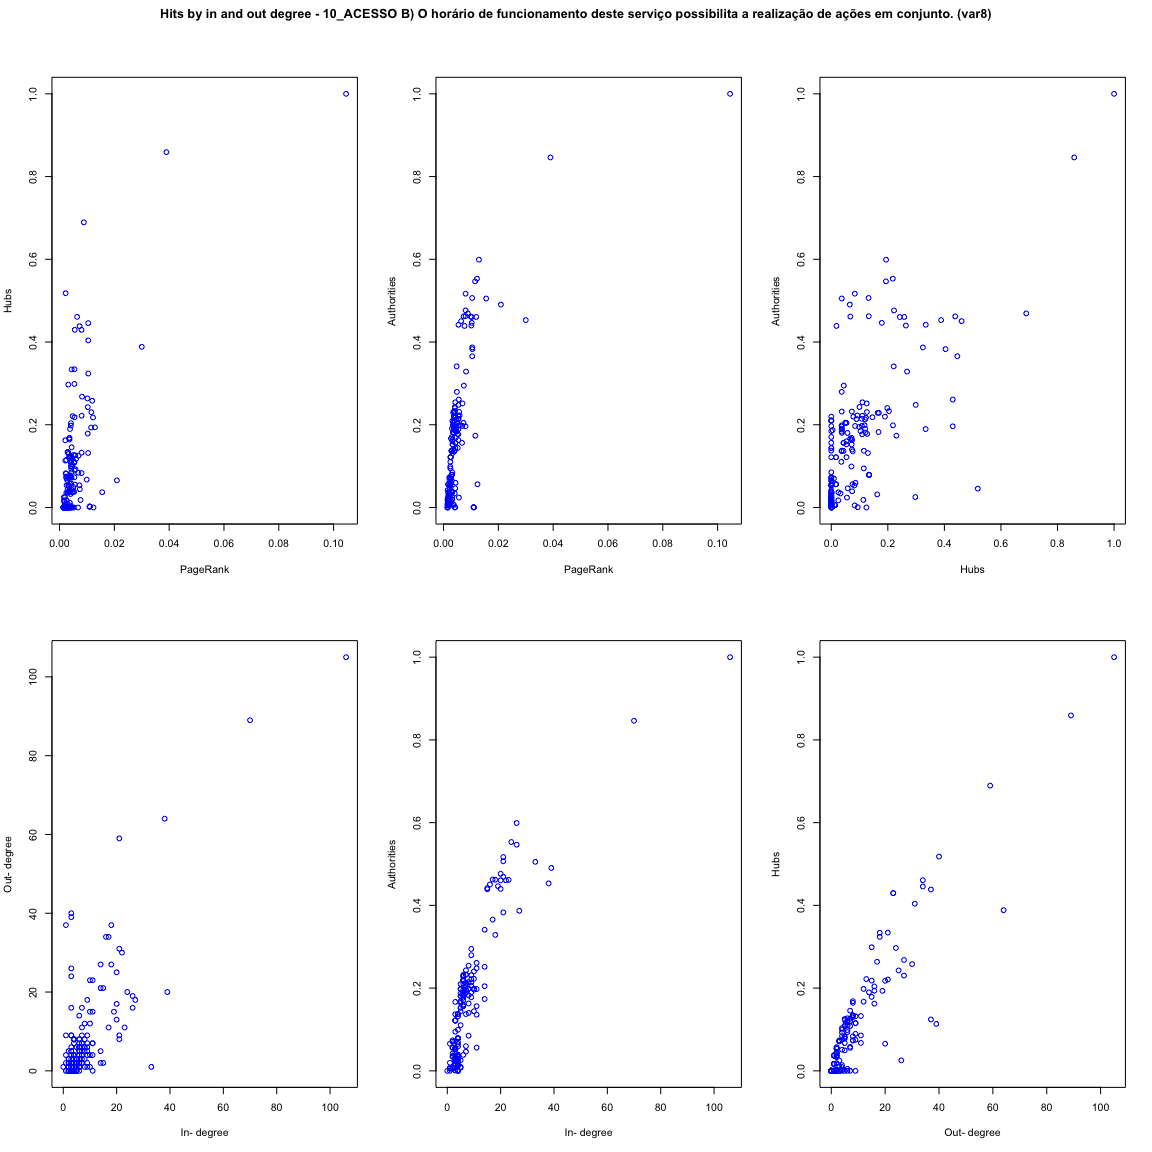 Hits by in and out degree - 10_ACESSO B) O horário de funcionamento deste serviço possibilita a realização de ações em conjunto. (var8)
Hubs
0.0 0.2 0.4 0.6 0.8 1.0
0.00 0.02 0.04 0.06 0.08 0.10
PageRank
Authorities
0.0 0.2 0.4 0.6 0.8 1.0
0.00 0.02 0.04 0.06 0.08 0.10
PageRank
Authorities
0.0 0.2 0.4 0.6 0.8 1.0
0.0 0.2 0.4 0.6 0.8 1.0
Hubs
Out- degree
0 20 40 60 80 100
0 20 40 60 80 100
In- degree
Authorities
0.0 0.2 0.4 0.6 0.8 1.0
0 20 40 60 80 100
In- degree
Hubs
0.0 0.2 0.4 0.6 0.8 1.0
0 20 40 60 80 100
Out- degree